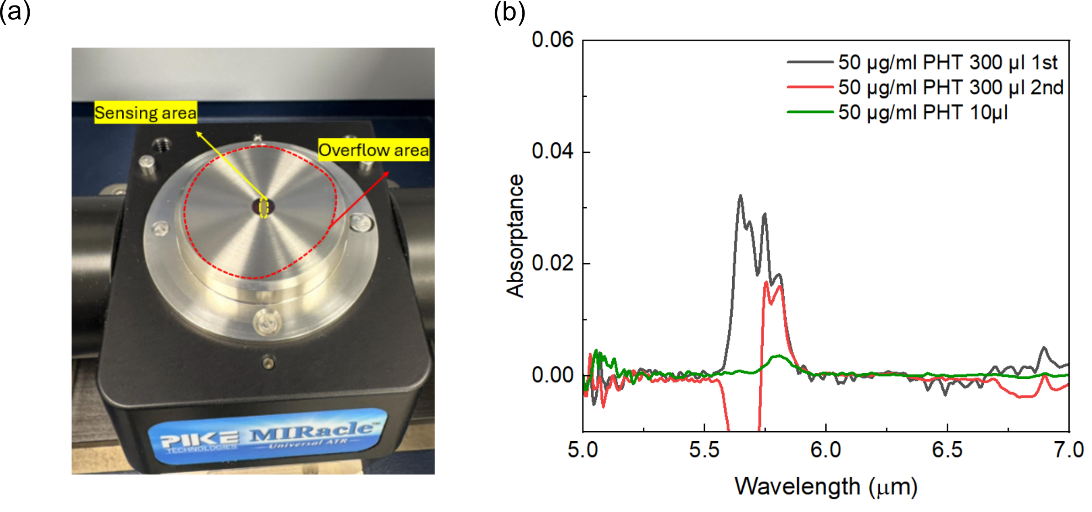 (a)
Sensing area
Overflow area
PIKE MIRacle™
TECHNOLOGIES
Universal ATR
(b)
0.06
0.04
0.02
0.00
Absorptance
50 µg/ml PHT 300 µl 1st
50 µg/ml PHT 300 µl 2nd
50 µg/ml PHT 10µl
5.0 5.5 6.0 6.5 7.0
Wavelength (µm)